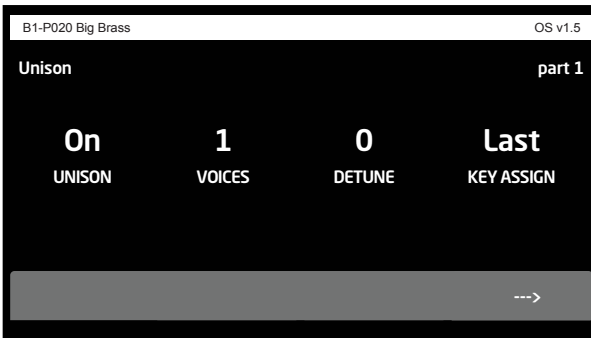 B1-P020 Big Brass OS v1.5
Unison part 1
On 1 0 Last
UNISON VOICES DETUNE KEY ASSIGN
--->